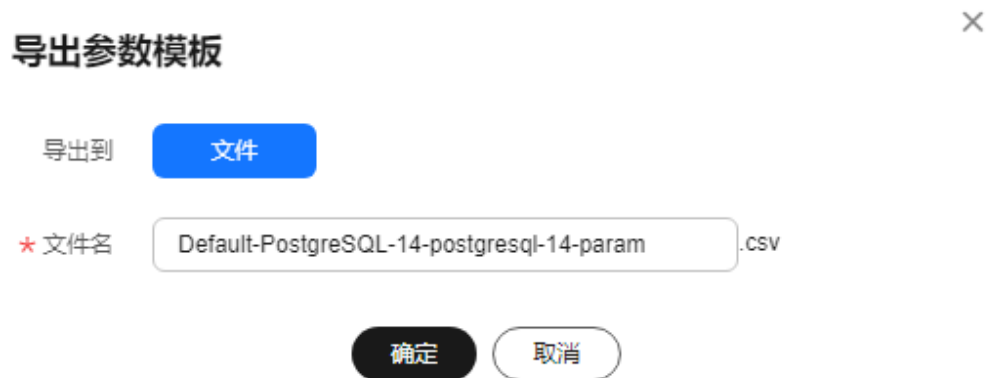 导出参数模板
导出到 文件
* 文件名 Default-PostgreSQL-14-postgresql-14-param .csv
确定 取消